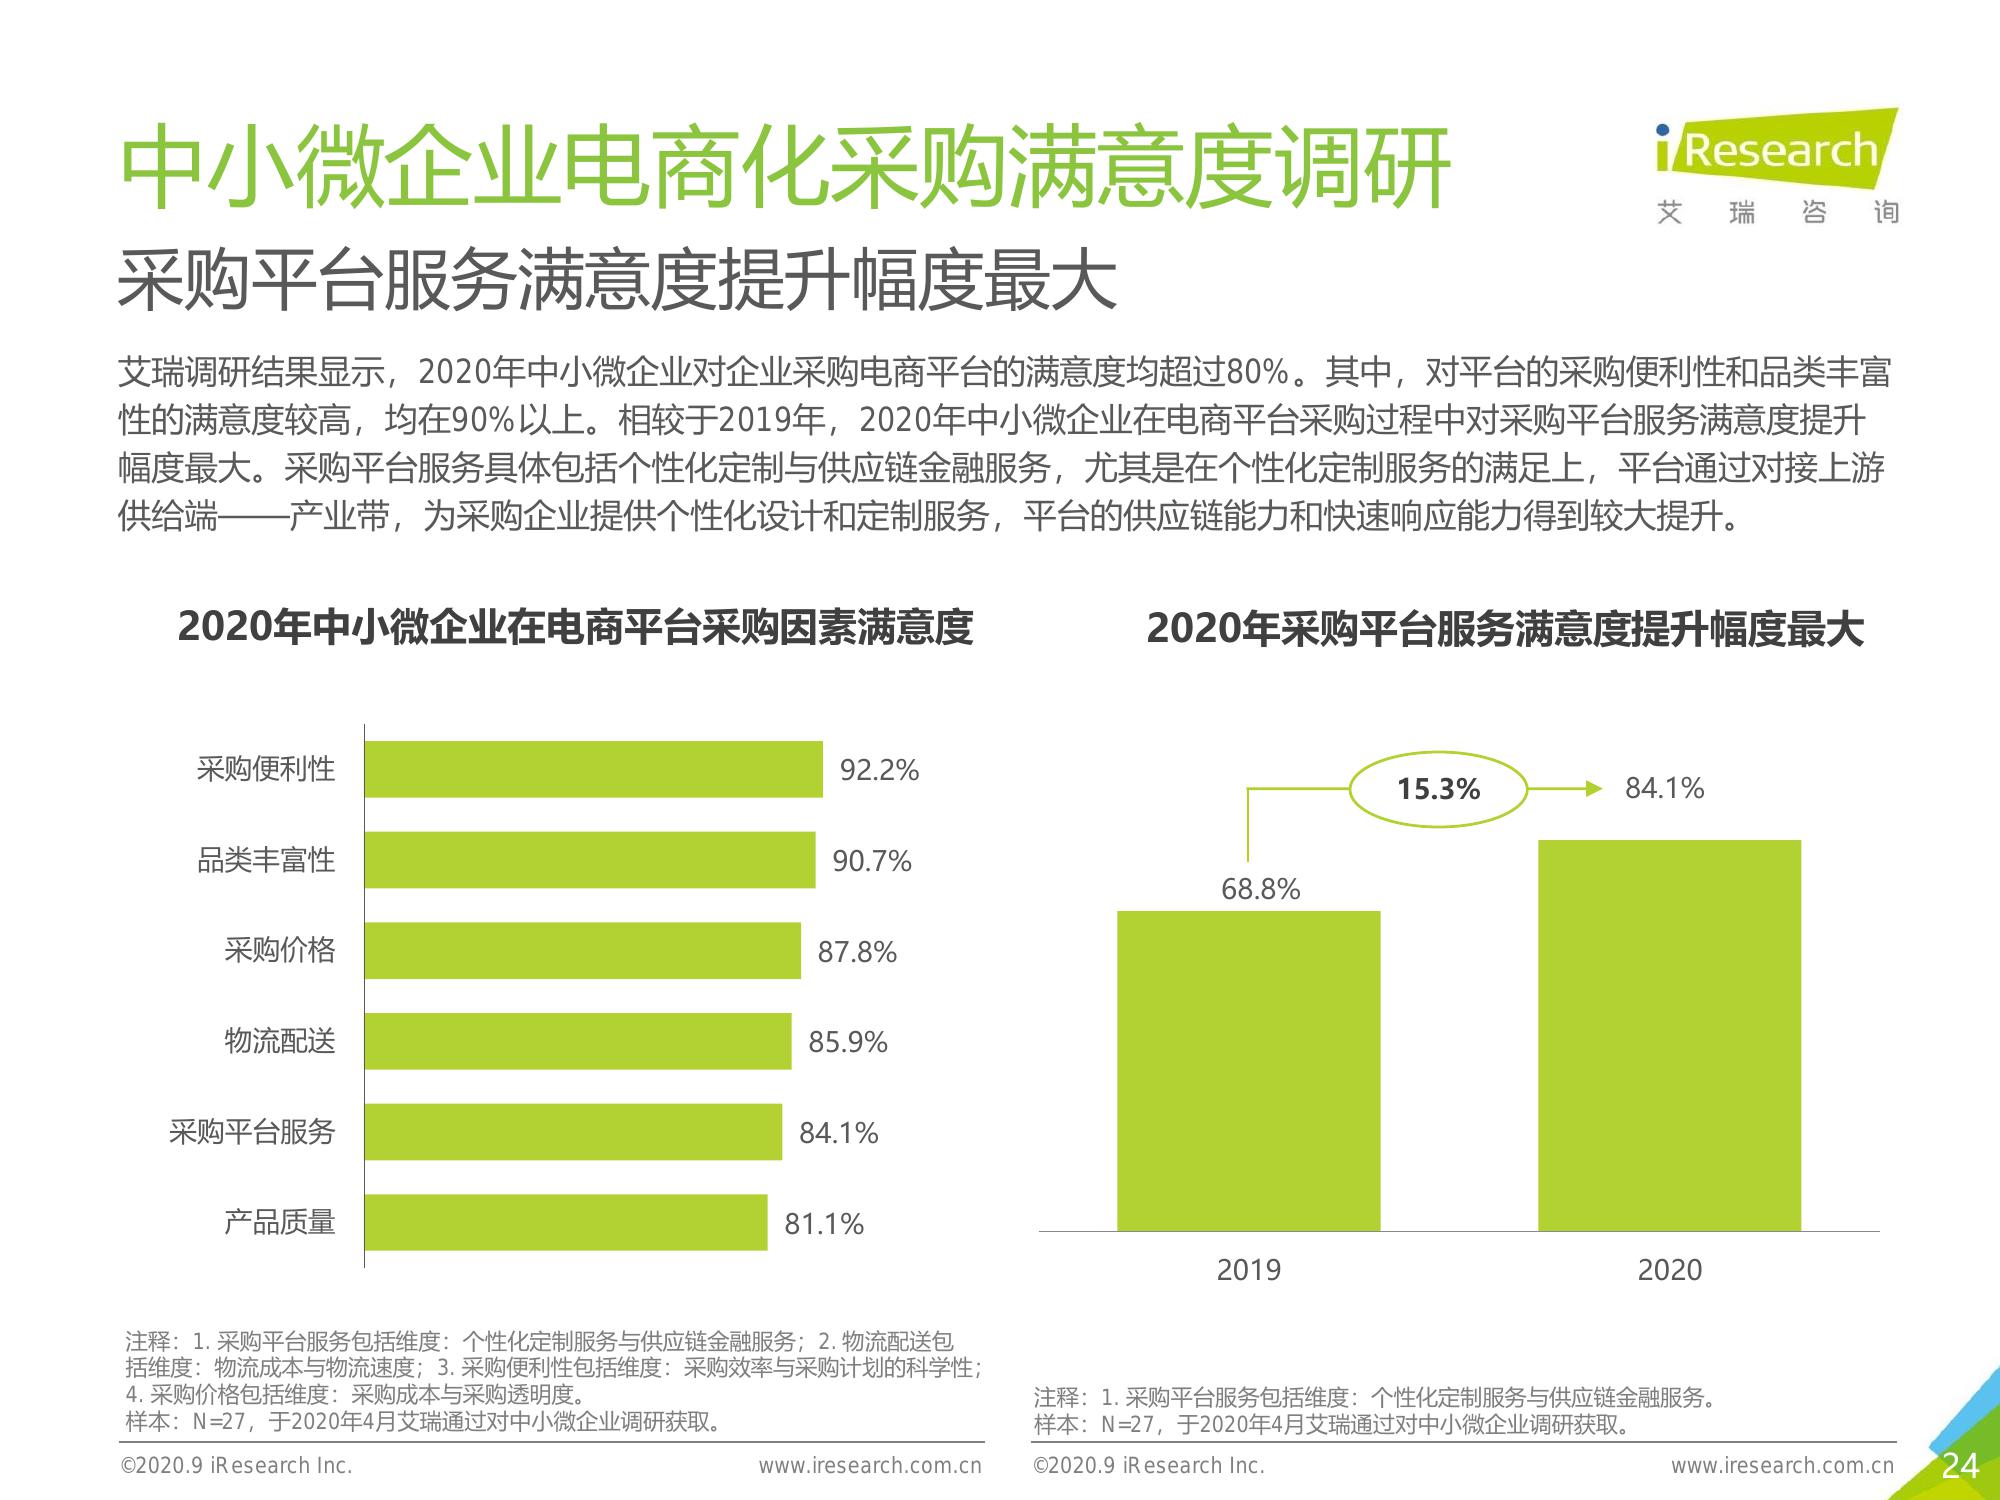 中小微企业电商化采购满意度调研
iResearch
艾瑞咨询
采购平台服务满意度提升幅度最大
艾瑞调研结果显示，2020年中小微企业对企业采购电商平台的满意度均超过80%。其中，对平台的采购便利性和品类丰富
性的满意度较高，均在90%以上。相较于2019年，2020年中小微企业在电商平台采购过程中对采购平台服务满意度提升
幅度最大。采购平台服务具体包括个性化定制与供应链金融服务，尤其是在个性化定制服务的满足上，平台通过对接上游
供给端——产业带，为采购企业提供个性化设计和定制服务，平台的供应链能力和快速响应能力得到较大提升。
2020年中小微企业在电商平台采购因素满意度
采购便利性 92.2%
品类丰富性 90.7%
采购价格 87.8%
物流配送 85.9%
采购平台服务 84.1%
产品质量 81.1%
注释：1. 采购平台服务包括维度：个性化定制服务与供应链金融服务；2. 物流配送包
括维度：物流成本与物流速度；3. 采购便利性包括维度：采购效率与采购计划的科学性；
4. 采购价格包括维度：采购成本与采购透明度。
样本：N=27，于2020年4月艾瑞通过对中小微企业调研获取。
©2020.9 iResearch Inc. www.iresearch.com.cn
2020年采购平台服务满意度提升幅度最大
15.3%
84.1%
68.8%
2019 2020
注释：1. 采购平台服务包括维度：个性化定制服务与供应链金融服务。
样本：N=27，于2020年4月艾瑞通过对中小微企业调研获取。
©2020.9 iResearch Inc. www.iresearch.com.cn
24